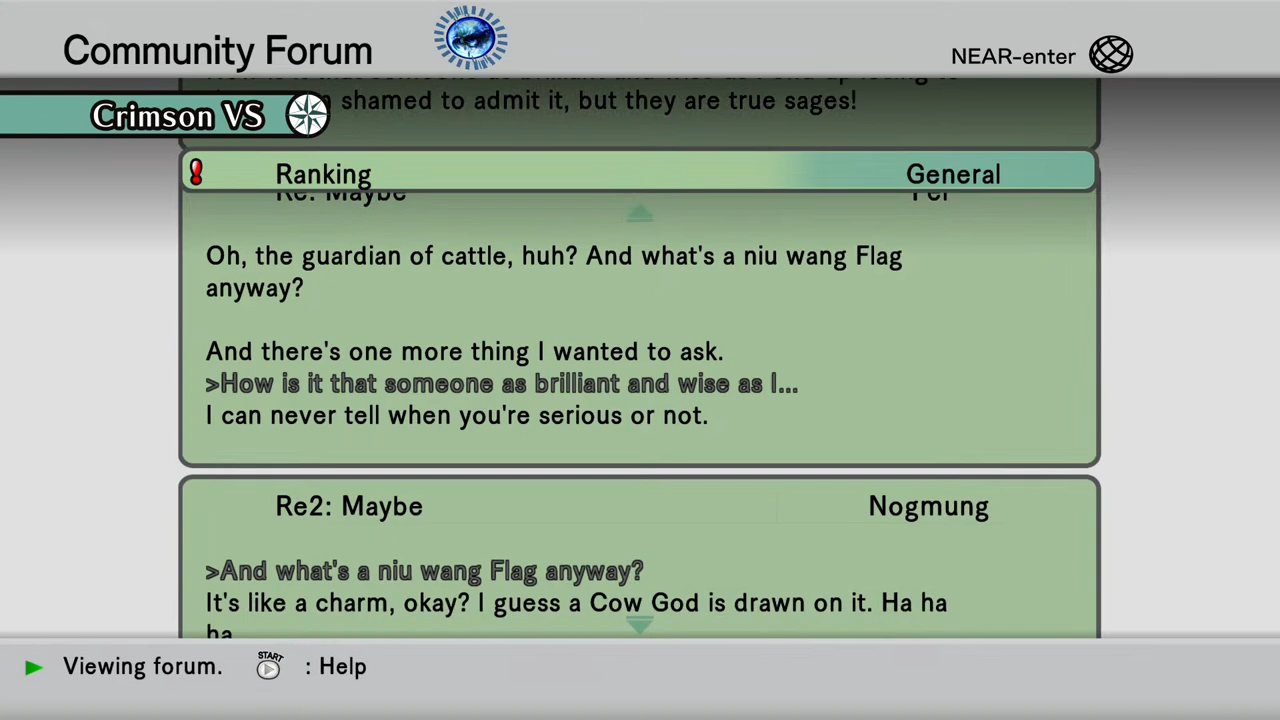 Community Forum
NEAR-enter
shamed to admit it, but they are true sages!
Crimson VS
Ranking General
Re: Maybe
Oh, the guardian of cattle, huh? And what's a niu wang Flag
anyway?
And there's one more thing I wanted to ask.
>How is it that someone as brilliant and wise as I...
I can never tell when you're serious or not.
Re2: Maybe Nogmung
>And what's a niu wang Flag anyway?
It's like a charm, okay? I guess a Cow God is drawn on it. Ha ha
ha
Viewing forum. START : Help